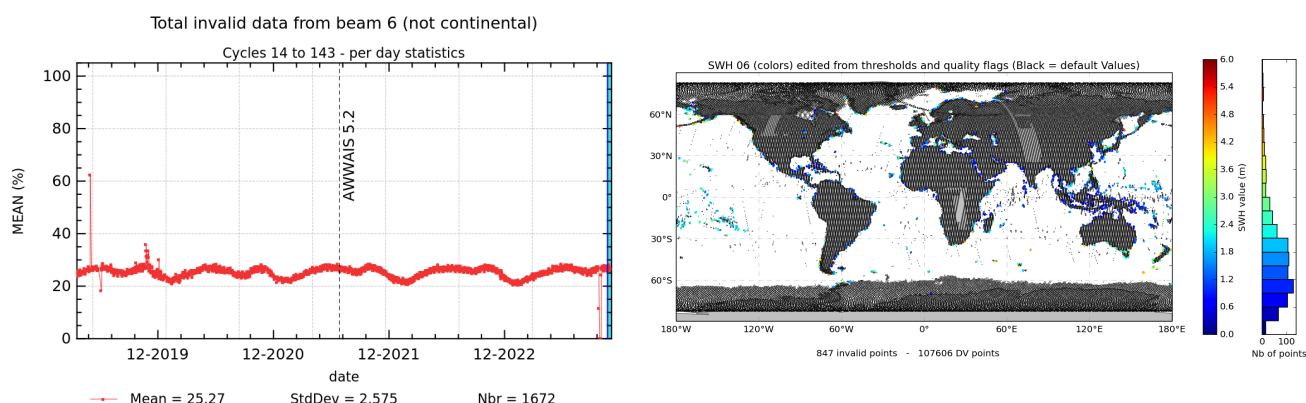 Total invalid data from beam 6 (not continental)
Cycles 14 to 143 - per day statistics
100
80
60
40
20
0
MEAN (%)
AWWAIS 5.2
12-2019 12-2020 12-2021 12-2022
date
Mean = 25.27 StdDev = 2.575 Nbr = 1672
SWH 06 (colors) edited from thresholds and quality flags (Black = default Values)
60°N
30°N
0°
30°S
60°S
180°W 120°W 60°W 0° 60°E 120°E 180°E
847 invalid points - 107606 DV points
6.0
5.4
4.8
4.2
3.6
3.0
2.4
1.8
1.2
0.6
0.0
SWH value (m)
0 100
Nb of points